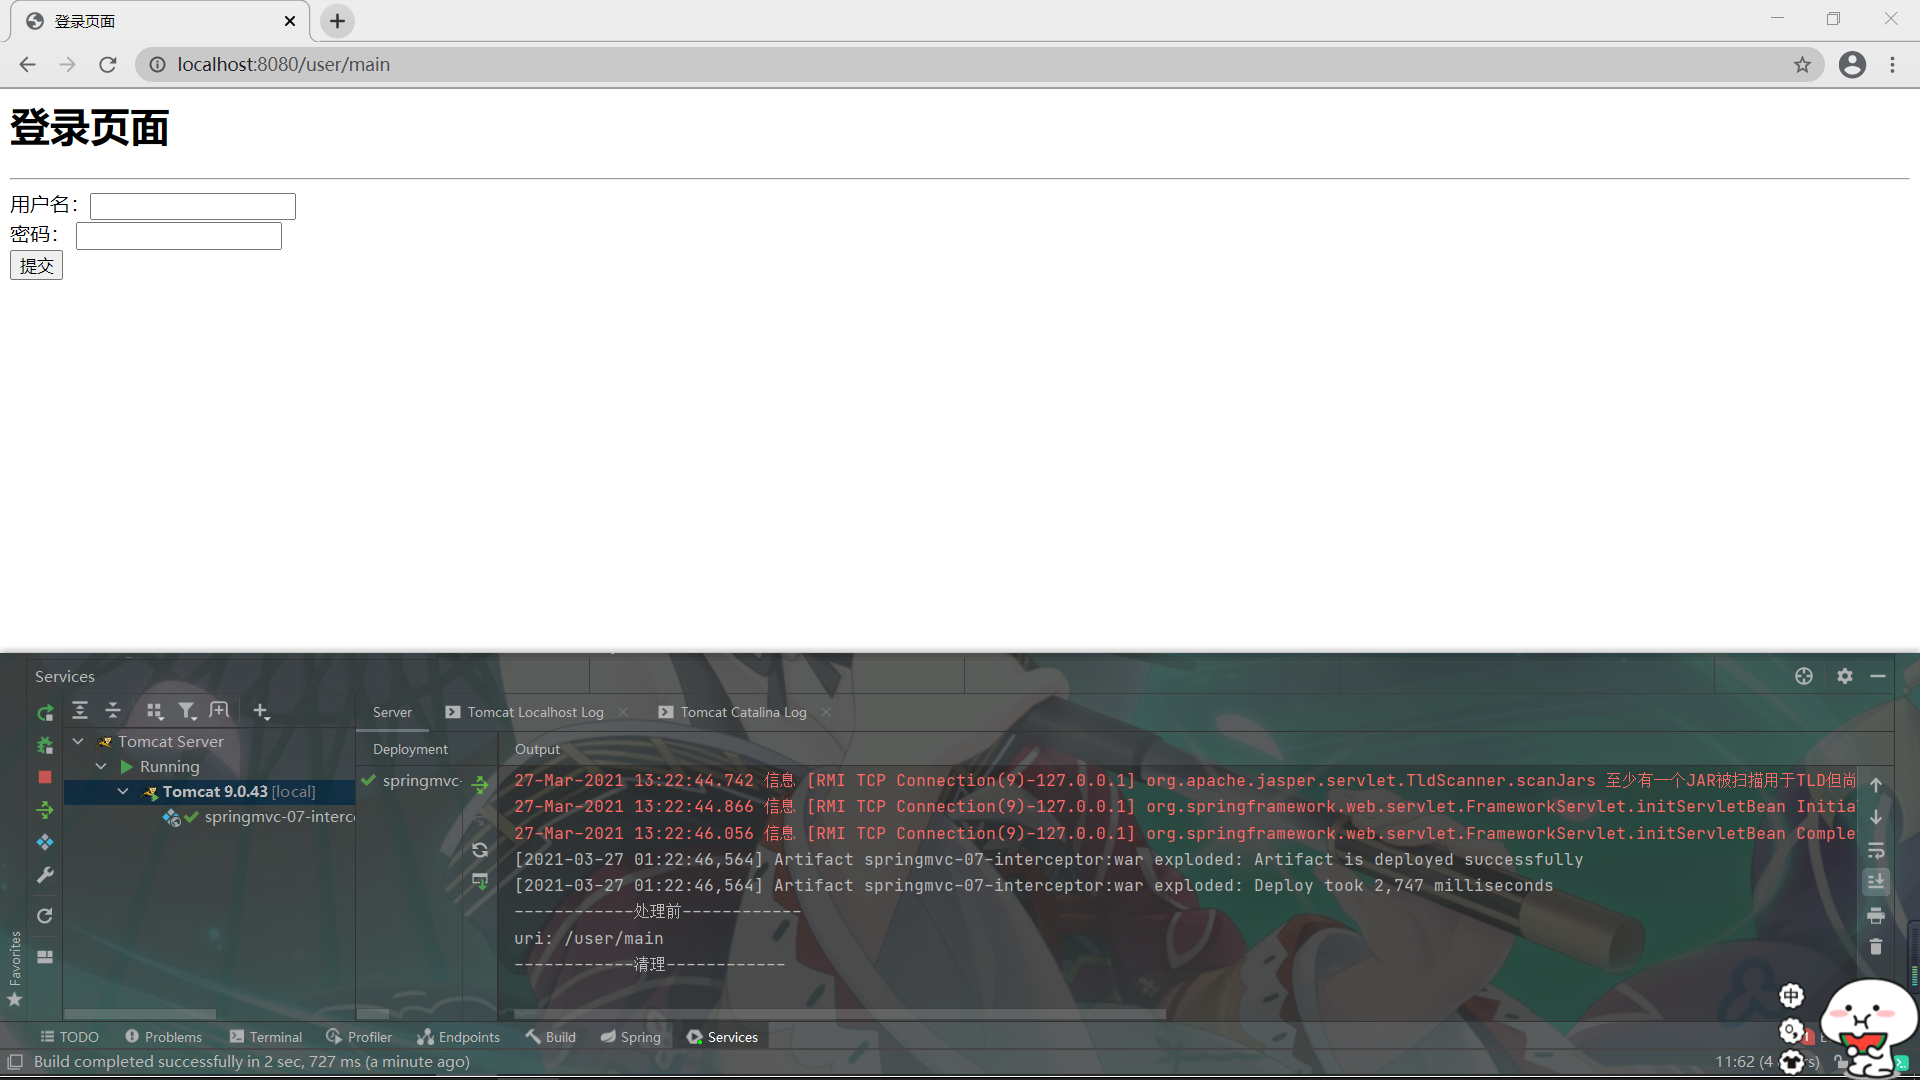 登录页面
localhost:8080/user/main
登录页面
用户名：
密码：
提交
Services
Server
Tomcat Localhost Log
Tomcat Catalina Log
Tomcat Server
Running
Tomcat 9.0.43 [local]
springmvc-07-interc
Deployment
springmvc-
Output
27-Mar-2021 13:22:44.742 信息 [RMI TCP Connection(9)-127.0.0.1] org.apache.jasper.servlet.TldScanner.scanJars 至少有一个JAR被扫描用于TLD但尚
27-Mar-2021 13:22:44.866 信息 [RMI TCP Connection(9)-127.0.0.1] org.springframework.web.servlet.FrameworkServlet.initServletBean Initia
27-Mar-2021 13:22:46.056 信息 [RMI TCP Connection(9)-127.0.0.1] org.springframework.web.servlet.FrameworkServlet.initServletBean Comple
[2021-03-27 01:22:46,564] Artifact springmvc-07-interceptor:war exploded: Artifact is deployed successfully
[2021-03-27 01:22:46,564] Artifact springmvc-07-interceptor:war exploded: Deploy took 2,747 milliseconds
------------处理前------------
uri: /user/main
------------清理------------
Favorites
中
TODO
Problems
Terminal
Profiler
Endpoints
Build
Spring
Services
Build completed successfully in 2 sec, 727 ms (a minute ago)
11:62 (4